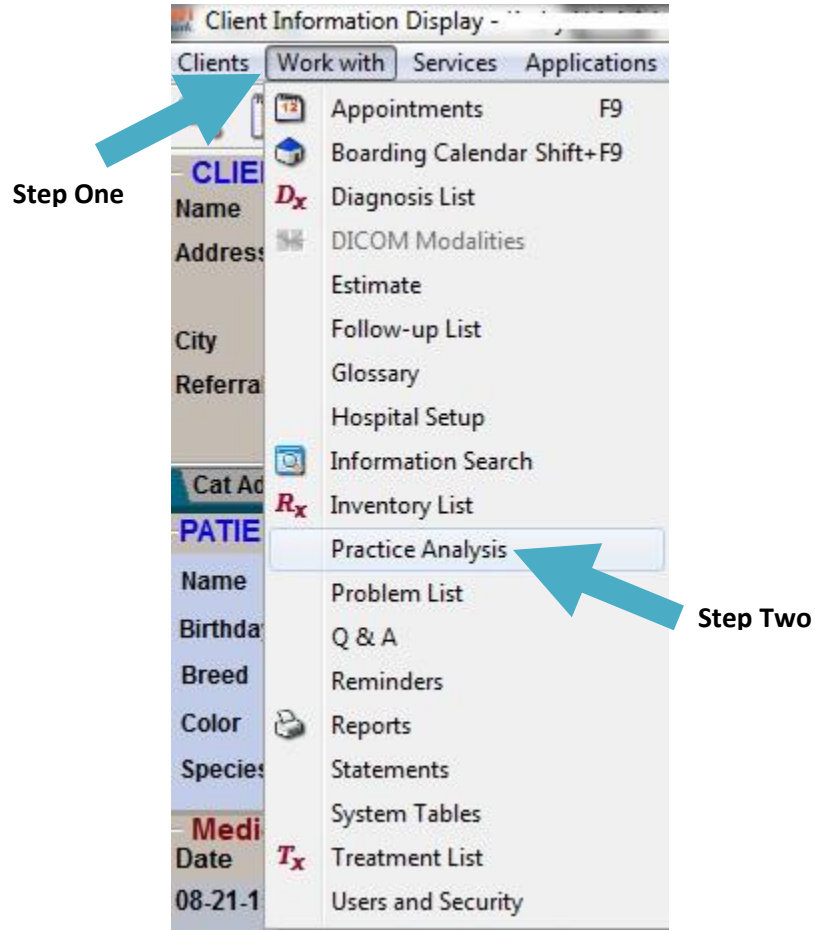 Client Information Display -
Clients Work with Services Applications
Appointments F9
Boarding Calendar Shift+F9
Step One
CLIE
Name
Dx Diagnosis List
Address
DICOM Modalities
Estimate
City
Follow-up List
Referra
Glossary
Hospital Setup
Information Search
Cat Ad
Rx Inventory List
PATIE
Practice Analysis
Name
Problem List
Step Two
Birthda
Q & A
Breed
Reminders
Color
Reports
Species
Statements
System Tables
Medi
Date
Tx Treatment List
08-21-1
Users and Security